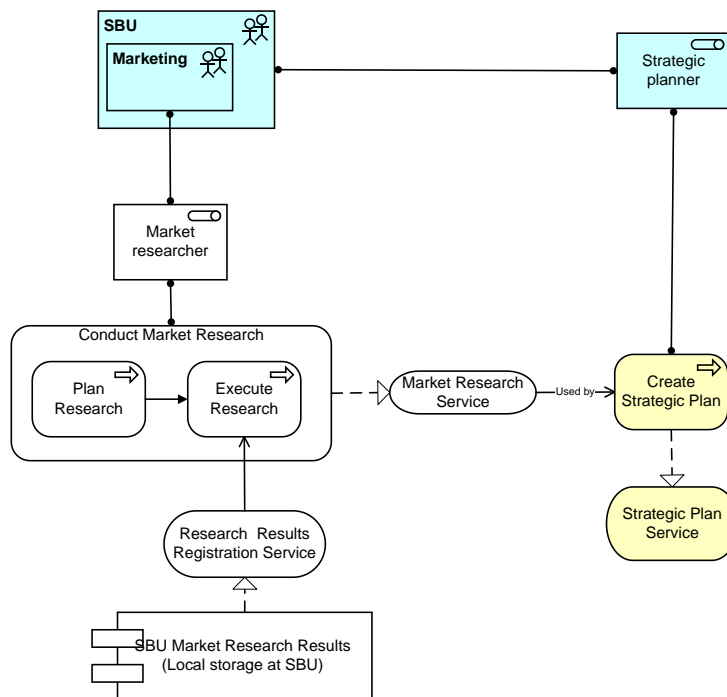 SBU
Marketing
Strategic
planner
Market
researcher
Conduct Market Research
Plan
Research
Execute
Research
Market Research
Service
Used by
Create
Strategic Plan
Research Results
Registration Service
Strategic Plan
Service
SBU Market Research Results
(Local storage at SBU)